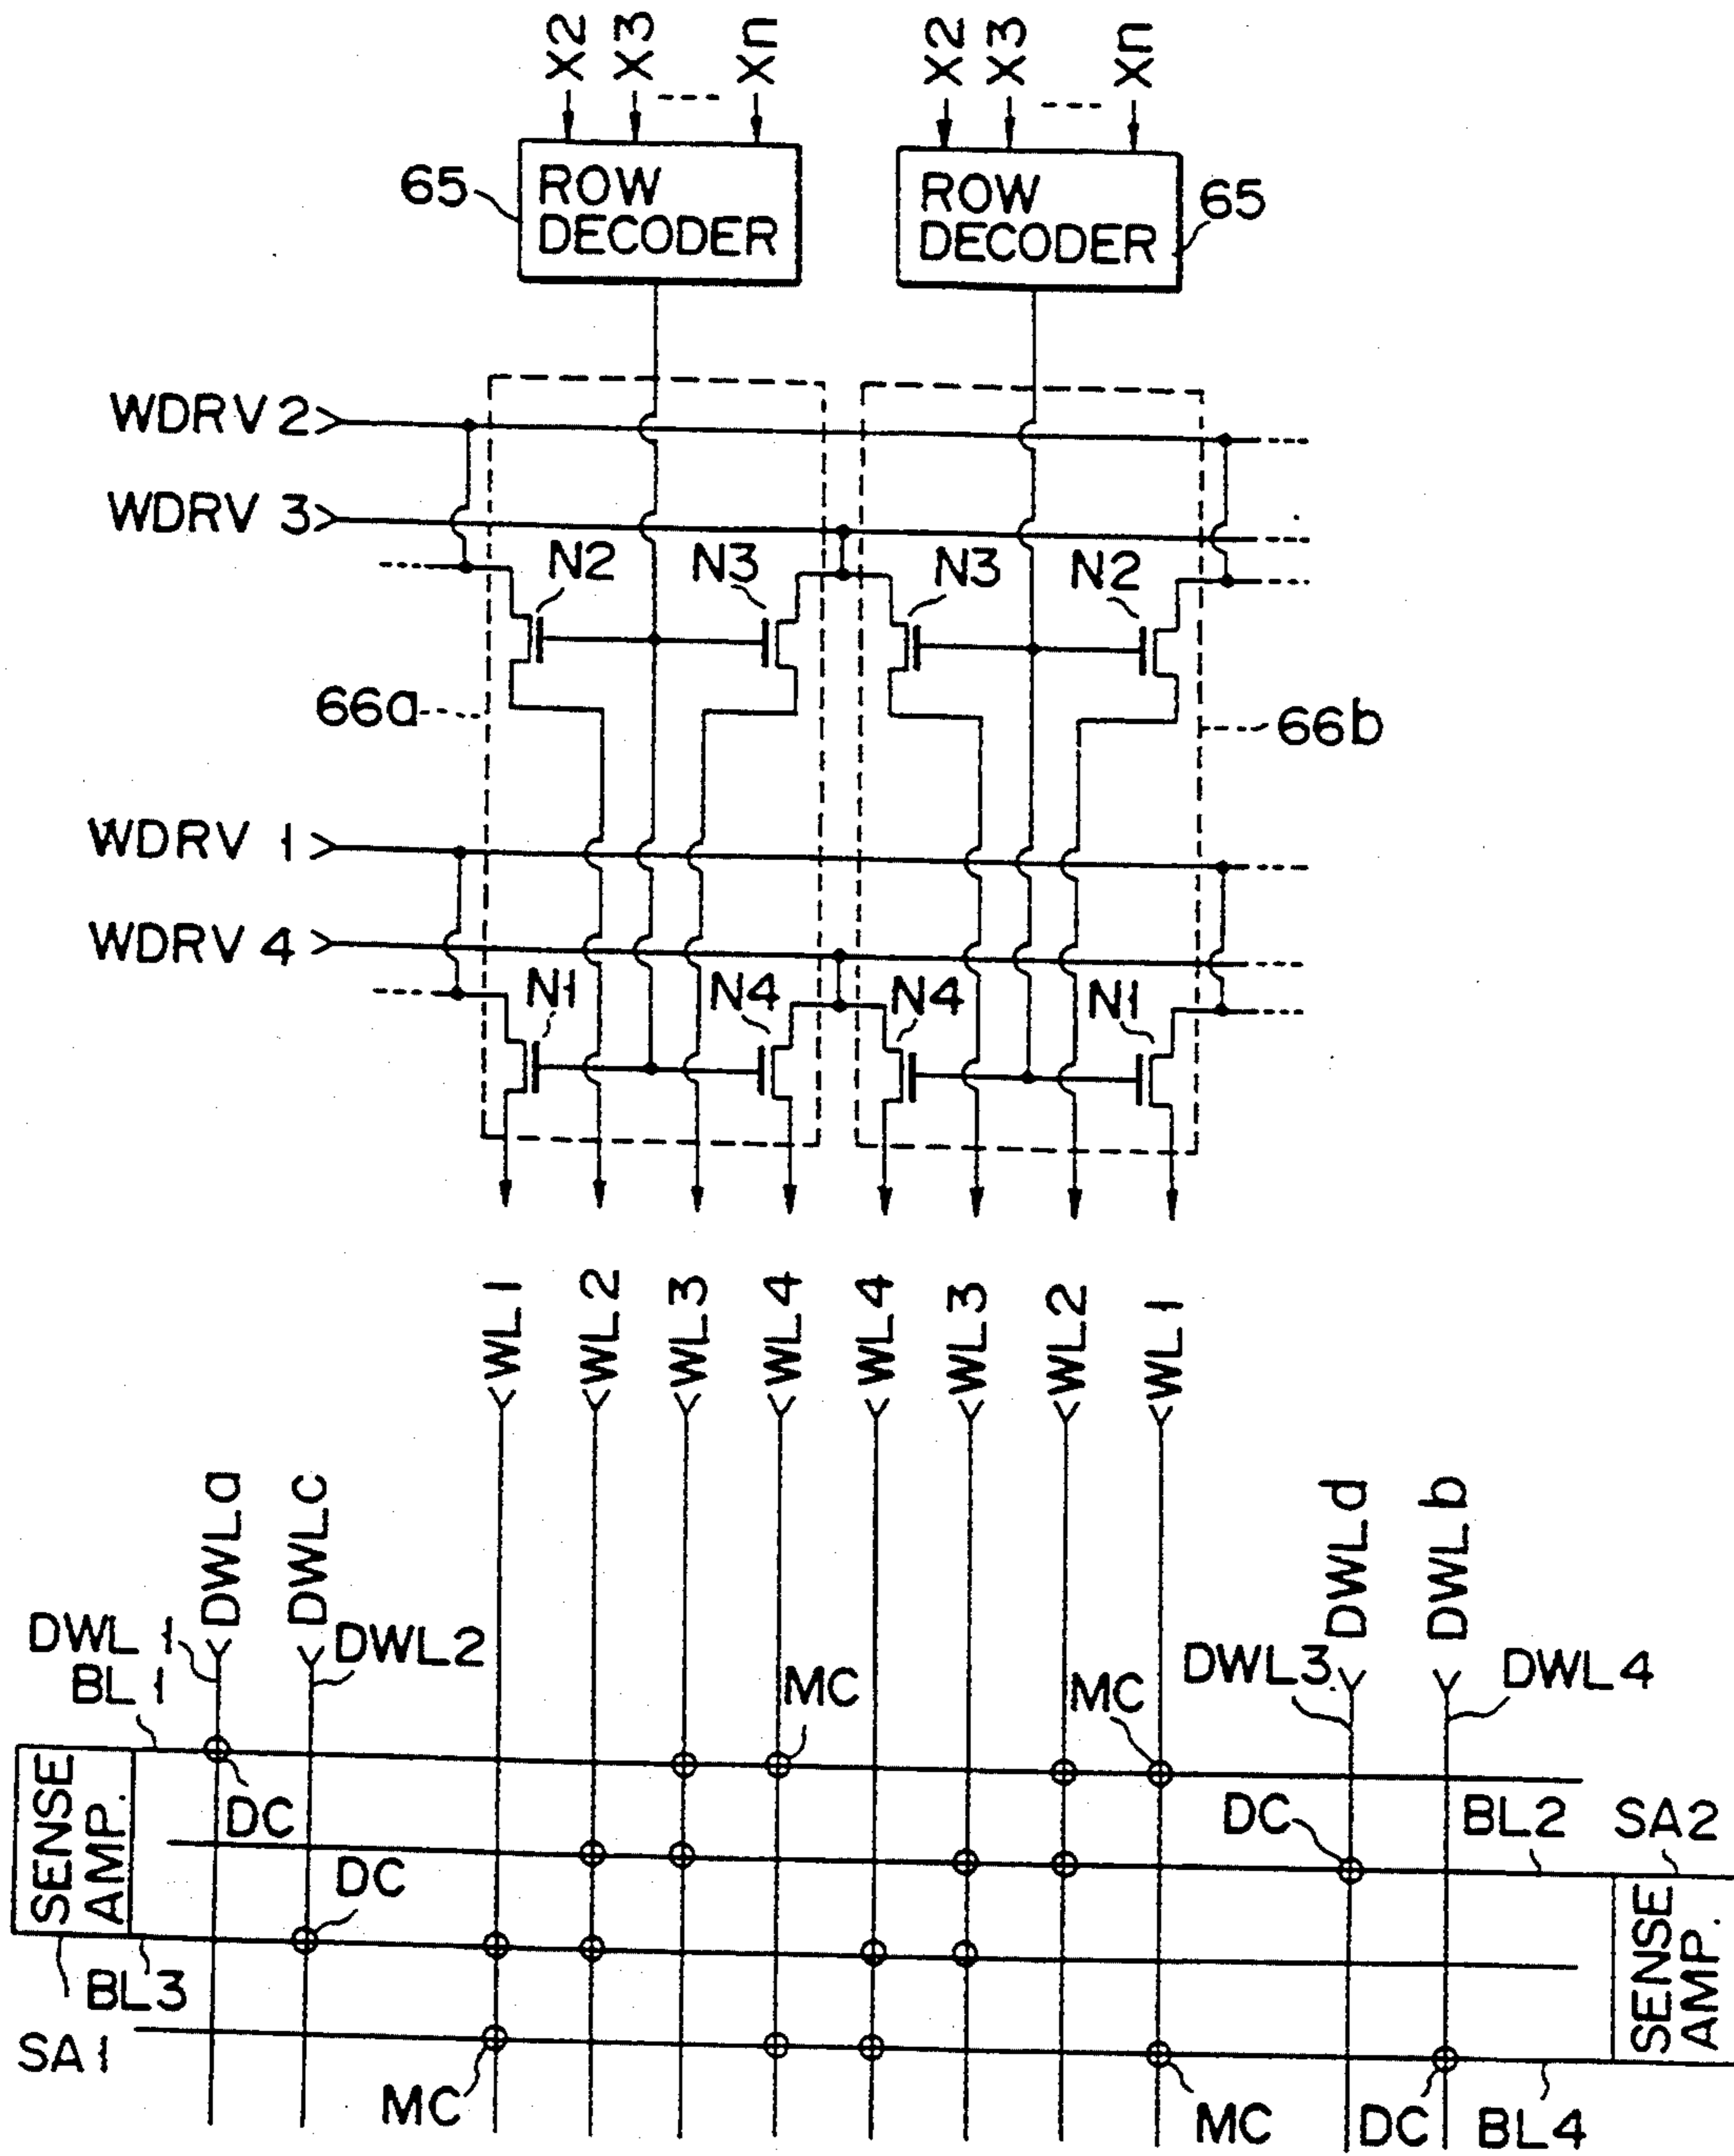 X2 X3 Xn X2 X3 Xn
65 ROW DECODER ROW DECODER 65
WDRV 2
WDRV 3
N2 N3 N3 N2
66a 66b
WDRV 1
WDRV 4
N1 N4 N4 N1
WL1 WL2 WL3 WL4 WL4 WL3 WL2 WL1
DWLa DWLc DWLd DWLb
DWL1 DWL2 DWL3 DWL4
BL1 MC MC
SENSE AMP. DC DC BL2 SA2
DC
BL3 SENSE AMP.
SA1 MC MC DC BL4